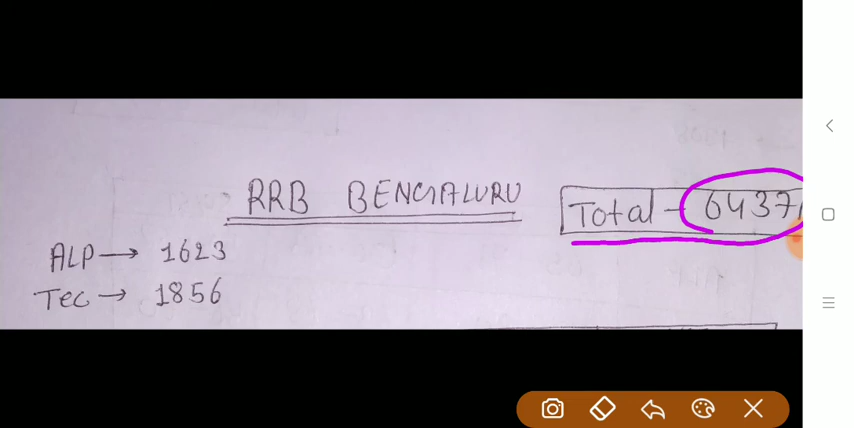 RRB BENGALURU
Total - 6437
ALP → 1623
Tec → 1856